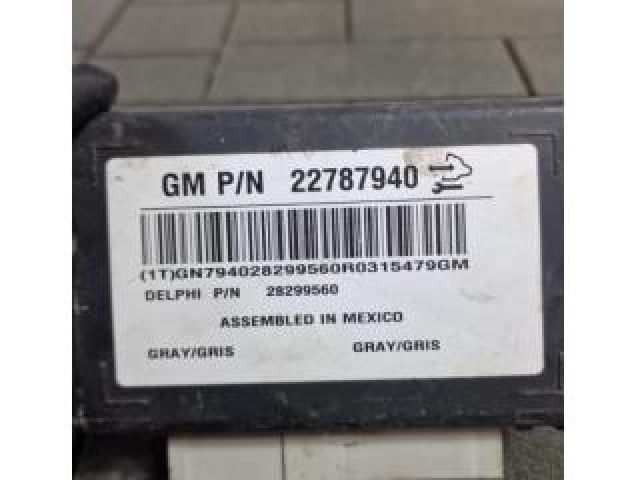 GM P/N 22787940
(1T)GN794028299560R0315479GM
DELPHI P/N 28299560
ASSEMBLED IN MEXICO
GRAY/GRIS GRAY/GRIS